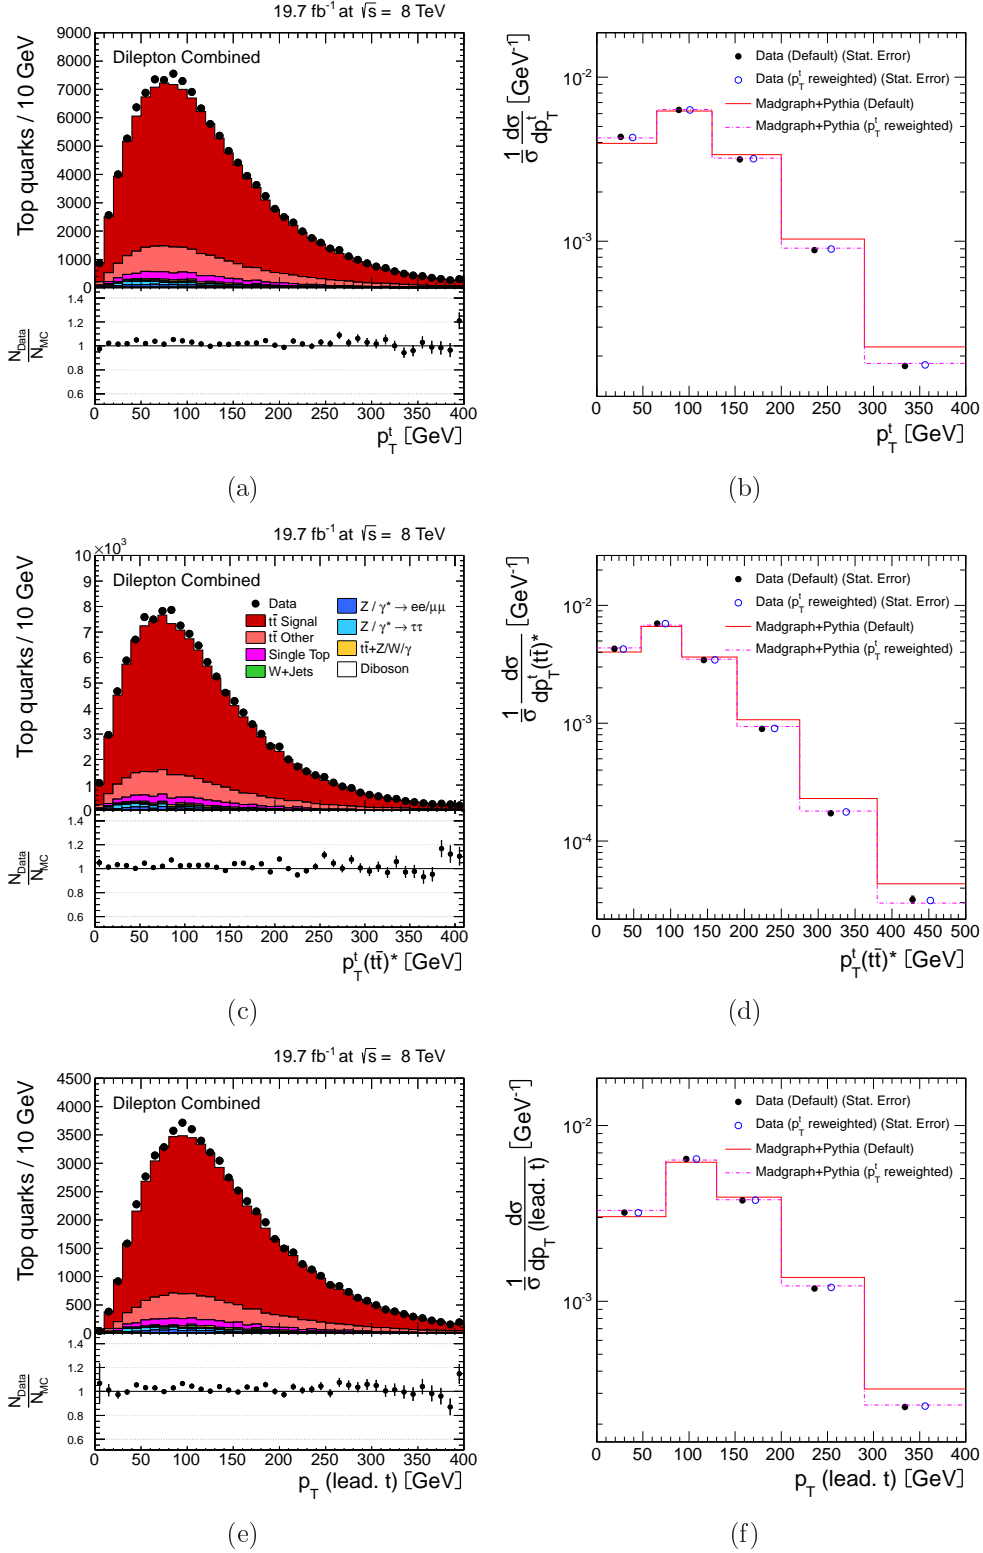 19.7 fb⁻¹ at √s = 8 TeV
Dilepton Combined
Top quarks / 10 GeV
9000
8000
7000
6000
5000
4000
3000
2000
1000
0
N_Data / N_MC
1.4
1.2
1
0.8
0.6
0 50 100 150 200 250 300 350 400
p_T^t [GeV]
(a)
1/σ dσ/dp_T^t [GeV⁻¹]
Data (Default) (Stat. Error)
Data (p_T^t reweighted) (Stat. Error)
Madgraph+Pythia (Default)
Madgraph+Pythia (p_T^t reweighted)
10⁻²
10⁻³
0 50 100 150 200 250 300 350 400
p_T^t [GeV]
(b)
19.7 fb⁻¹ at √s = 8 TeV
×10³
Dilepton Combined
Top quarks / 10 GeV
10
9
8
7
6
5
4
3
2
1
0
Data
tt̄ Signal
tt̄ Other
Single Top
W+Jets
Z / γ* → ee/μμ
Z / γ* → ττ
tt̄+Z/W/γ
Diboson
N_Data / N_MC
1.4
1.2
1
0.8
0.6
0 50 100 150 200 250 300 350 400
p_T^t(tt̄)* [GeV]
(c)
1/σ dσ/dp_T^t(tt̄)* [GeV⁻¹]
Data (Default) (Stat. Error)
Data (p_T^t reweighted) (Stat. Error)
Madgraph+Pythia (Default)
Madgraph+Pythia (p_T^t reweighted)
10⁻²
10⁻³
10⁻⁴
0 50 100 150 200 250 300 350 400 450 500
p_T^t(tt̄)* [GeV]
(d)
19.7 fb⁻¹ at √s = 8 TeV
Dilepton Combined
Top quarks / 10 GeV
4500
4000
3500
3000
2500
2000
1500
1000
500
0
N_Data / N_MC
1.4
1.2
1
0.8
0.6
0 50 100 150 200 250 300 350 400
p_T (lead. t) [GeV]
(e)
1/σ dσ/dp_T (lead. t) [GeV⁻¹]
Data (Default) (Stat. Error)
Data (p_T^t reweighted) (Stat. Error)
Madgraph+Pythia (Default)
Madgraph+Pythia (p_T^t reweighted)
10⁻²
10⁻³
0 50 100 150 200 250 300 350 400
p_T (lead. t) [GeV]
(f)